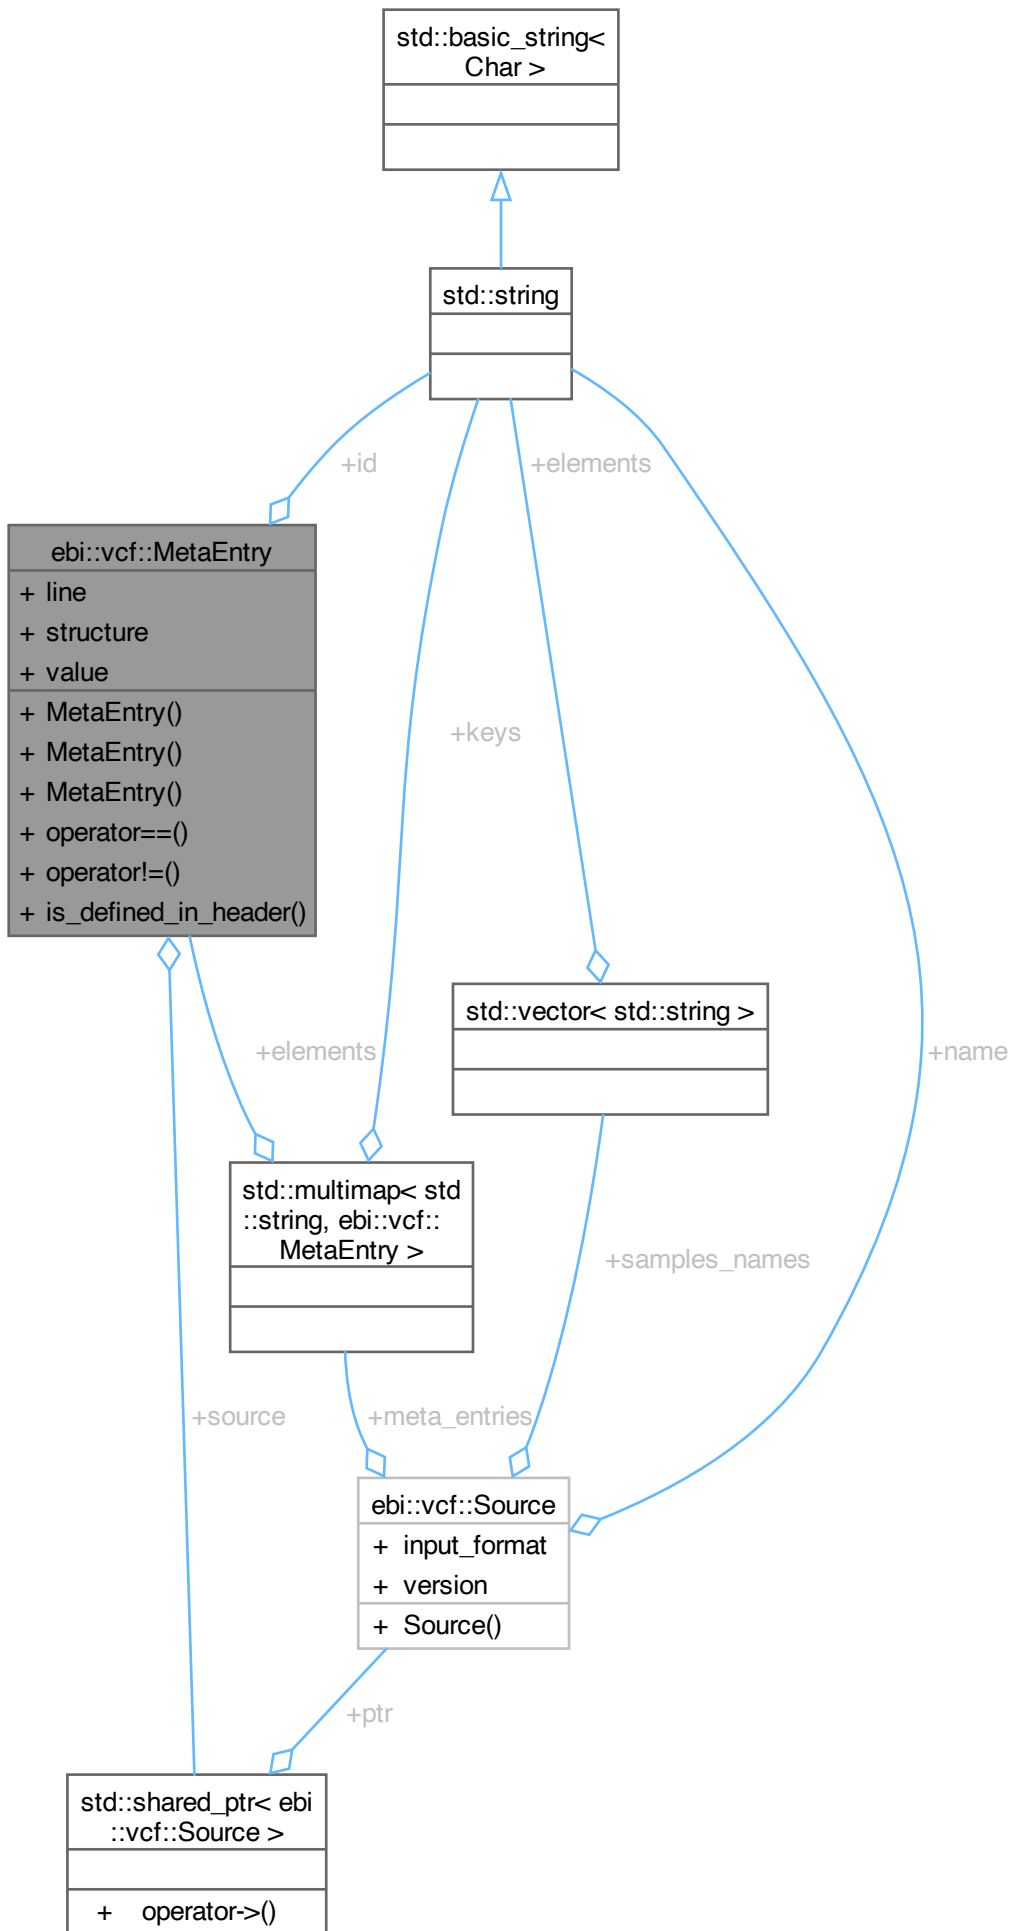 std::basic_string<
Char >
std::string
+id
+elements
ebi::vcf::MetaEntry
+ line
+ structure
+ value
+ MetaEntry()
+ MetaEntry()
+ MetaEntry()
+ operator==()
+ operator!=()
+ is_defined_in_header()
+keys
std::vector< std::string >
+elements
+name
std::multimap< std
::string, ebi::vcf::
MetaEntry >
+samples_names
+source
+meta_entries
ebi::vcf::Source
+ input_format
+ version
+ Source()
+ptr
std::shared_ptr< ebi
::vcf::Source >
+ operator->()